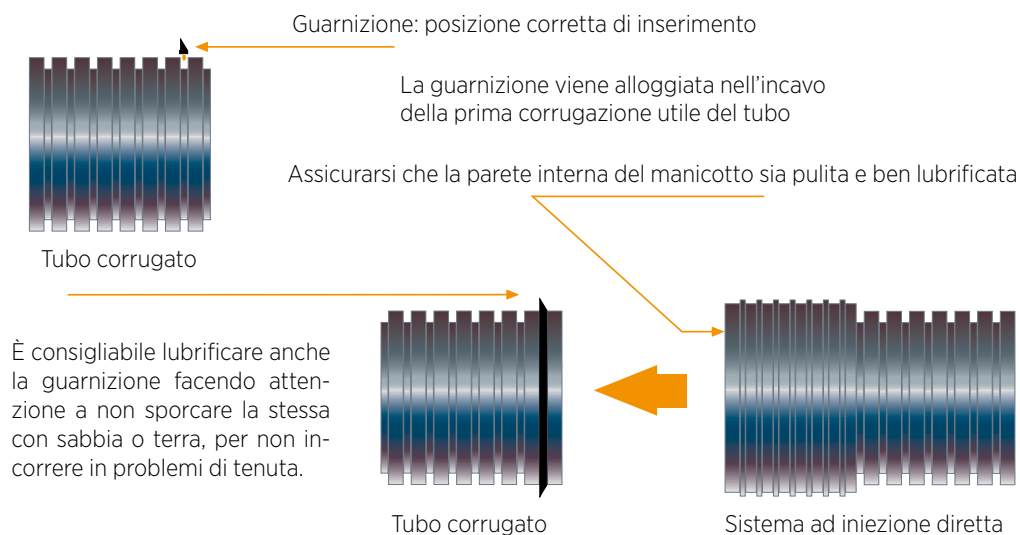 Guarnizione: posizione corretta di inserimento
La guarnizione viene alloggiata nell’incavo
della prima corrugazione utile del tubo
Assicurarsi che la parete interna del manicotto sia pulita e ben lubrificata
Tubo corrugato
È consigliabile lubrificare anche
la guarnizione facendo atten-
zione a non sporcare la stessa
con sabbia o terra, per non in-
correre in problemi di tenuta.
Tubo corrugato
Sistema ad iniezione diretta